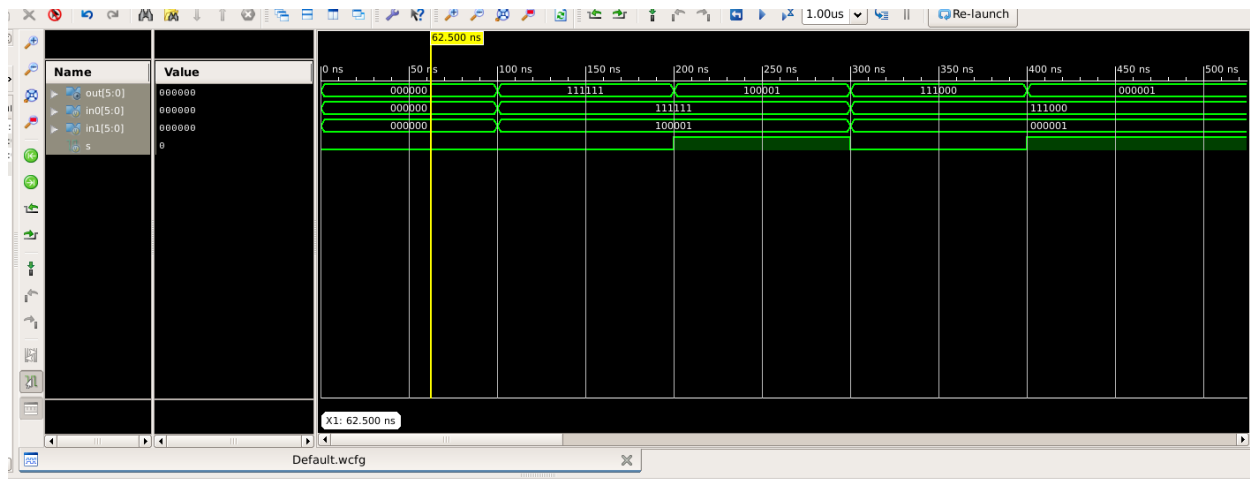 1.00us Re-launch
62.500 ns
Name Value
0 ns 50 ns 100 ns 150 ns 200 ns 250 ns 300 ns 350 ns 400 ns 450 ns 500 ns
out[5:0] 000000 000000 111111 100001 111000 000001
in0[5:0] 000000 000000 111111 111000
in1[5:0] 000000 000000 100001 000001
s 0
X1: 62.500 ns
Default.wcfg